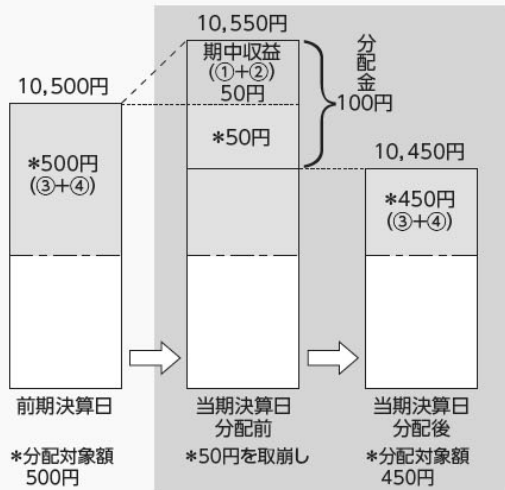 10,500円
*500円
(③+④)
前期決算日
*分配対象額
500円
10,550円
期中収益
(①+②)
50円
*50円
分配金
100円
当期決算日
分配前
*50円を取崩し
10,450円
*450円
(③+④)
当期決算日
分配後
*分配対象額
450円